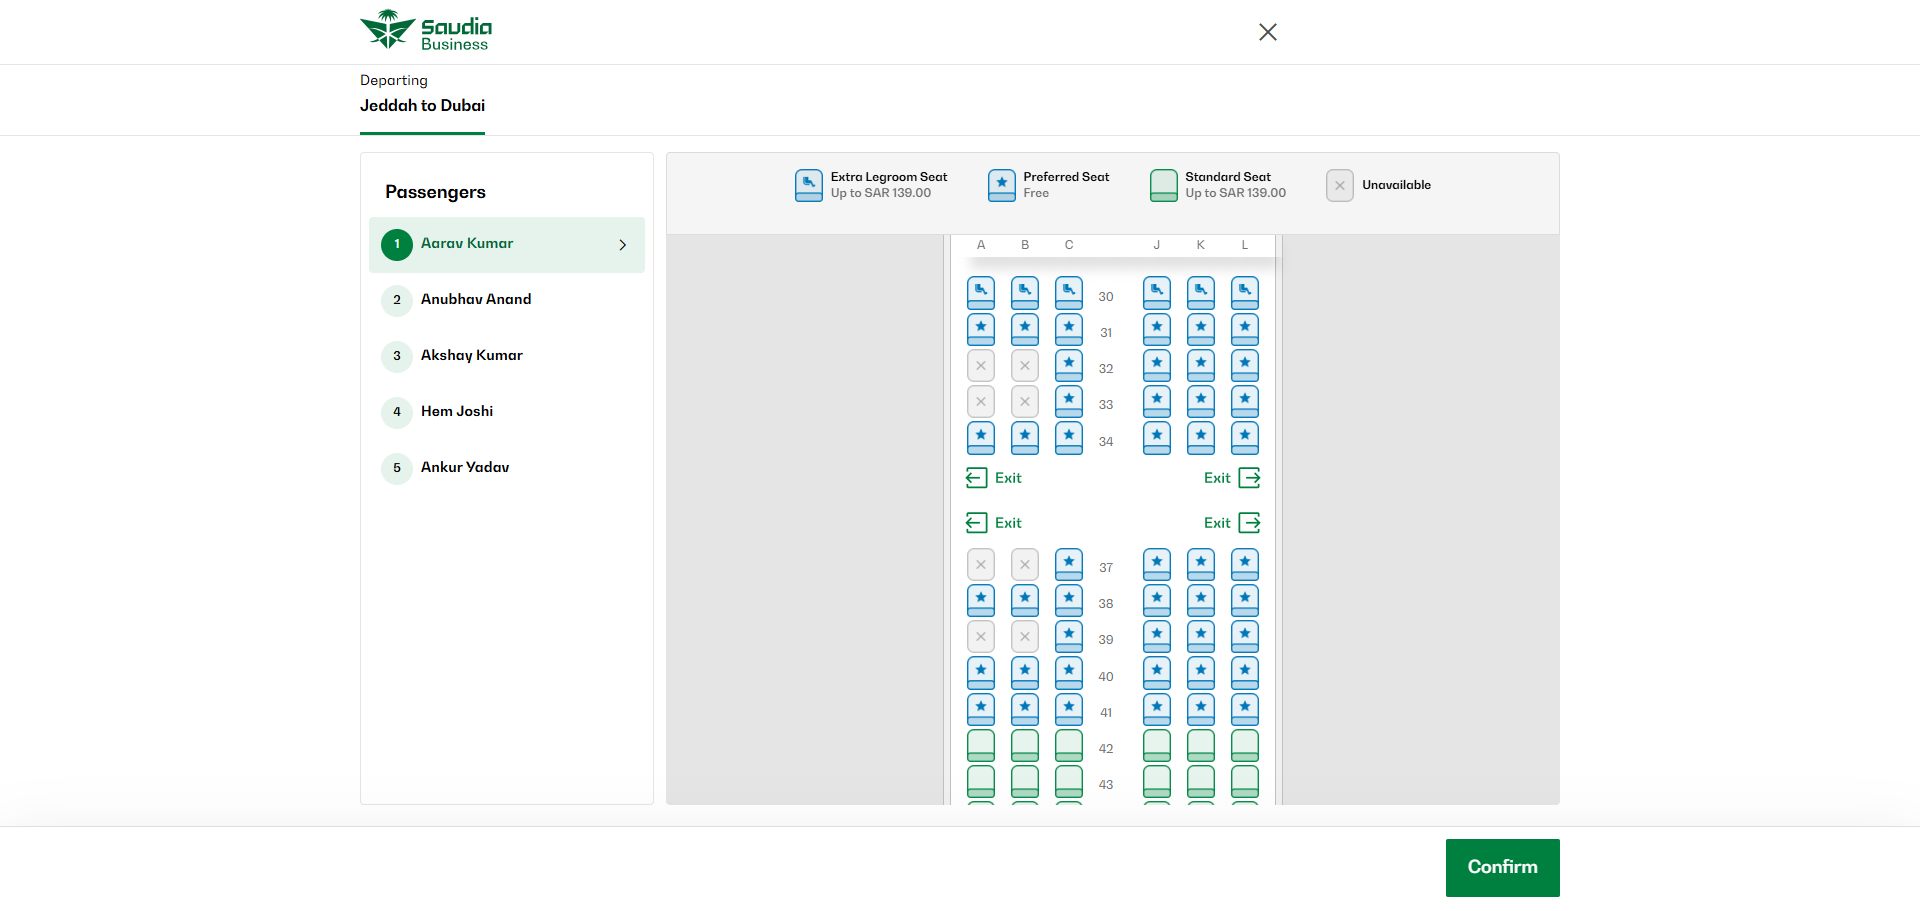 Saudia
Business
Departing
Jeddah to Dubai
Passengers
1 Aarav Kumar
2 Anubhav Anand
3 Akshay Kumar
4 Hem Joshi
5 Ankur Yadav
Extra Legroom Seat
Up to SAR 139.00
Preferred Seat
Free
Standard Seat
Up to SAR 139.00
Unavailable
A B C J K L
30
31
32
33
34
Exit Exit
Exit Exit
37
38
39
40
41
42
43
Confirm